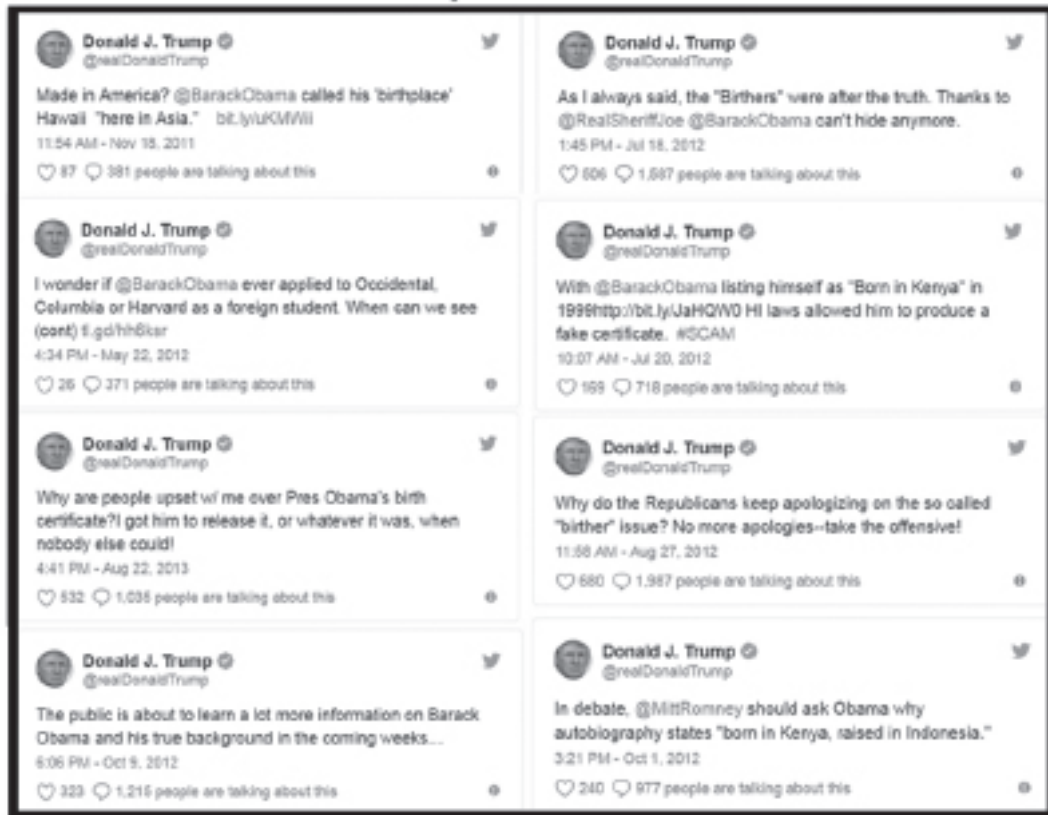 Donald J. Trump
@realDonaldTrump
Made in America? @BarackObama called his 'birthplace'
Hawaii "here in Asia." bit.ly/uKMWii
11:54 AM - Nov 18, 2011
87 381 people are talking about this
Donald J. Trump
@realDonaldTrump
I wonder if @BarackObama ever applied to Occidental,
Columbia or Harvard as a foreign student. When can we see
(cont) tl.gd/hh6ksr
4:34 PM - May 22, 2012
26 371 people are talking about this
Donald J. Trump
@realDonaldTrump
Why are people upset w/ me over Pres Obama's birth
certificate?I got him to release it, or whatever it was, when
nobody else could!
4:41 PM - Aug 22, 2013
532 1,035 people are talking about this
Donald J. Trump
@realDonaldTrump
The public is about to learn a lot more information on Barack
Obama and his true background in the coming weeks....
6:06 PM - Oct 9, 2012
323 1,215 people are talking about this
Donald J. Trump
@realDonaldTrump
As I always said, the "Birthers" were after the truth. Thanks to
@RealSheriffJoe @BarackObama can't hide anymore.
1:45 PM - Jul 18, 2012
506 1,587 people are talking about this
Donald J. Trump
@realDonaldTrump
With @BarackObama listing himself as "Born in Kenya" in
1999http://bit.ly/JaHQW0 HI laws allowed him to produce a
fake certificate. #SCAM
10:07 AM - Jul 20, 2012
169 718 people are talking about this
Donald J. Trump
@realDonaldTrump
Why do the Republicans keep apologizing on the so called
"birther" issue? No more apologies--take the offensive!
11:58 AM - Aug 27, 2012
680 1,987 people are talking about this
Donald J. Trump
@realDonaldTrump
In debate, @MittRomney should ask Obama why
autobiography states "born in Kenya, raised in Indonesia."
3:21 PM - Oct 1, 2012
240 977 people are talking about this